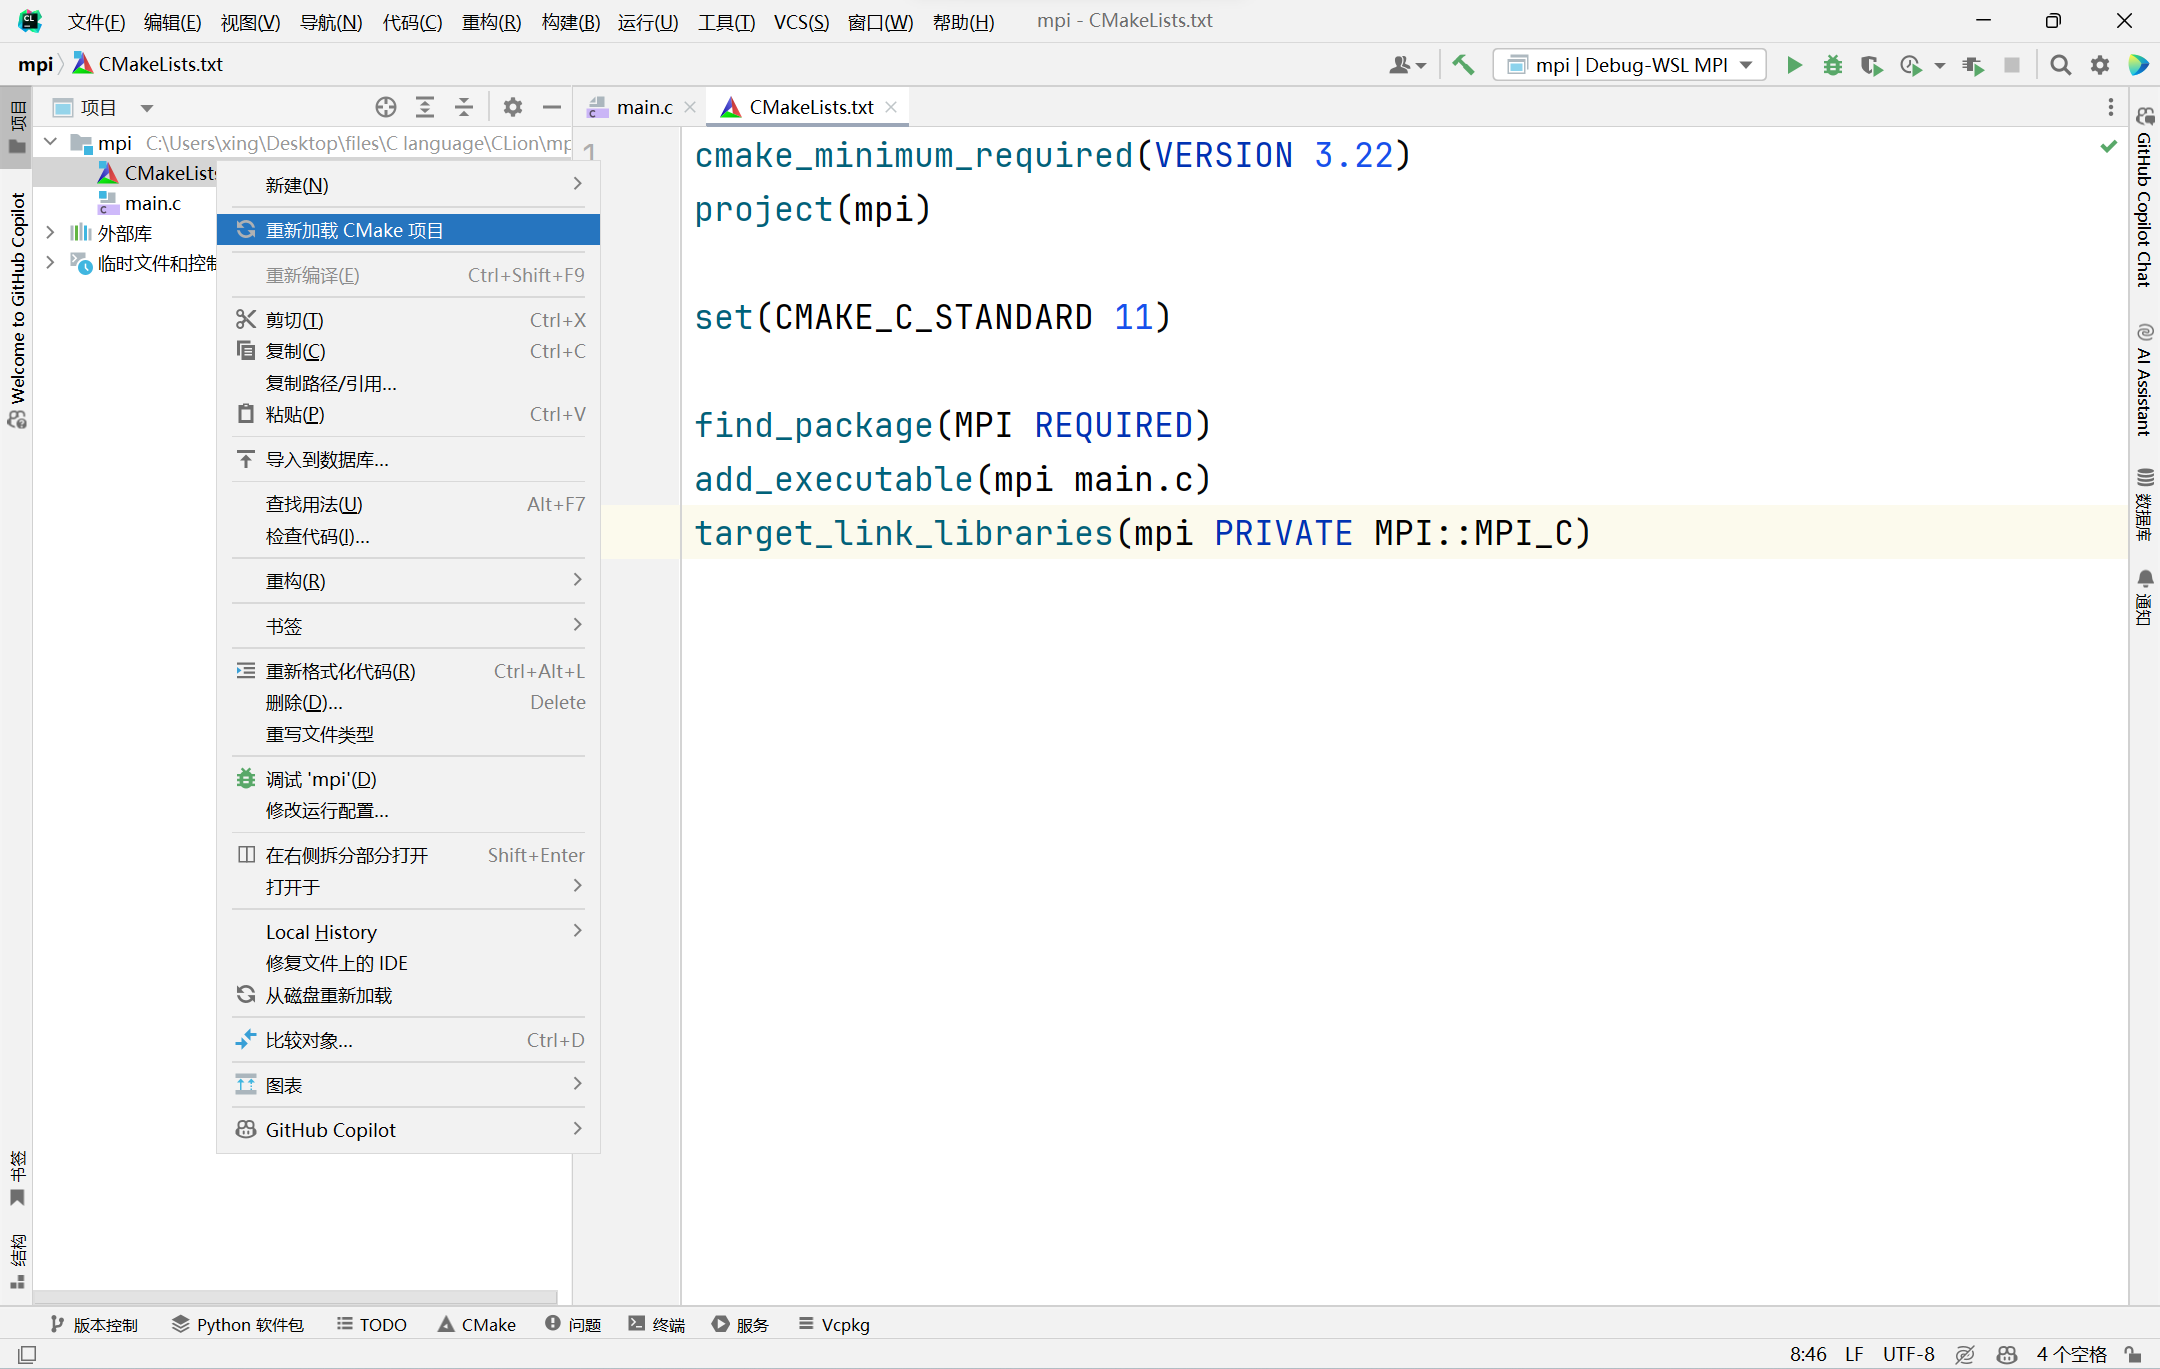 文件(F) 编辑(E) 视图(V) 导航(N) 代码(C) 重构(R) 构建(B) 运行(U) 工具(T) VCS(S) 窗口(W) 帮助(H) mpi - CMakeLists.txt
mpi CMakeLists.txt
mpi | Debug-WSL MPI
项目
main.c
CMakeLists.txt
mpi C:\Users\xing\Desktop\files\C language\CLion\mp
CMakeLists
main.c
外部库
临时文件和控制
新建(N)
重新加载 CMake 项目
重新编译(E) Ctrl+Shift+F9
剪切(T) Ctrl+X
复制(C) Ctrl+C
复制路径/引用...
粘贴(P) Ctrl+V
导入到数据库...
查找用法(U) Alt+F7
检查代码(I)...
重构(R)
书签
重新格式化代码(R) Ctrl+Alt+L
删除(D)... Delete
重写文件类型
调试 'mpi'(D)
修改运行配置...
在右侧拆分部分打开 Shift+Enter
打开于
Local History
修复文件上的 IDE
从磁盘重新加载
比较对象... Ctrl+D
图表
GitHub Copilot
1
cmake_minimum_required(VERSION 3.22)
project(mpi)
set(CMAKE_C_STANDARD 11)
find_package(MPI REQUIRED)
add_executable(mpi main.c)
target_link_libraries(mpi PRIVATE MPI::MPI_C)
项目
Welcome to GitHub Copilot
书签
结构
GitHub Copilot Chat
AI Assistant
数据库
通知
版本控制 Python 软件包 TODO CMake 问题 终端 服务 Vcpkg
8:46 LF UTF-8 4 个空格